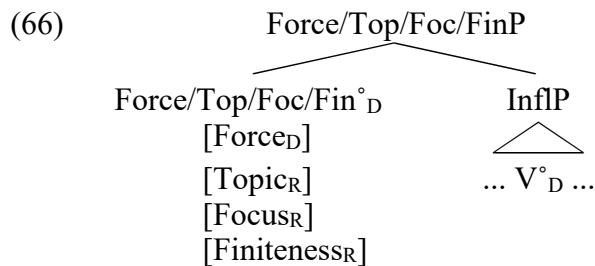 (66) Force/Top/Foc/FinP
Force/Top/Foc/Fin°D InflP
[ForceD]
[TopicR] ... V°D ...
[FocusR]
[FinitenessR]